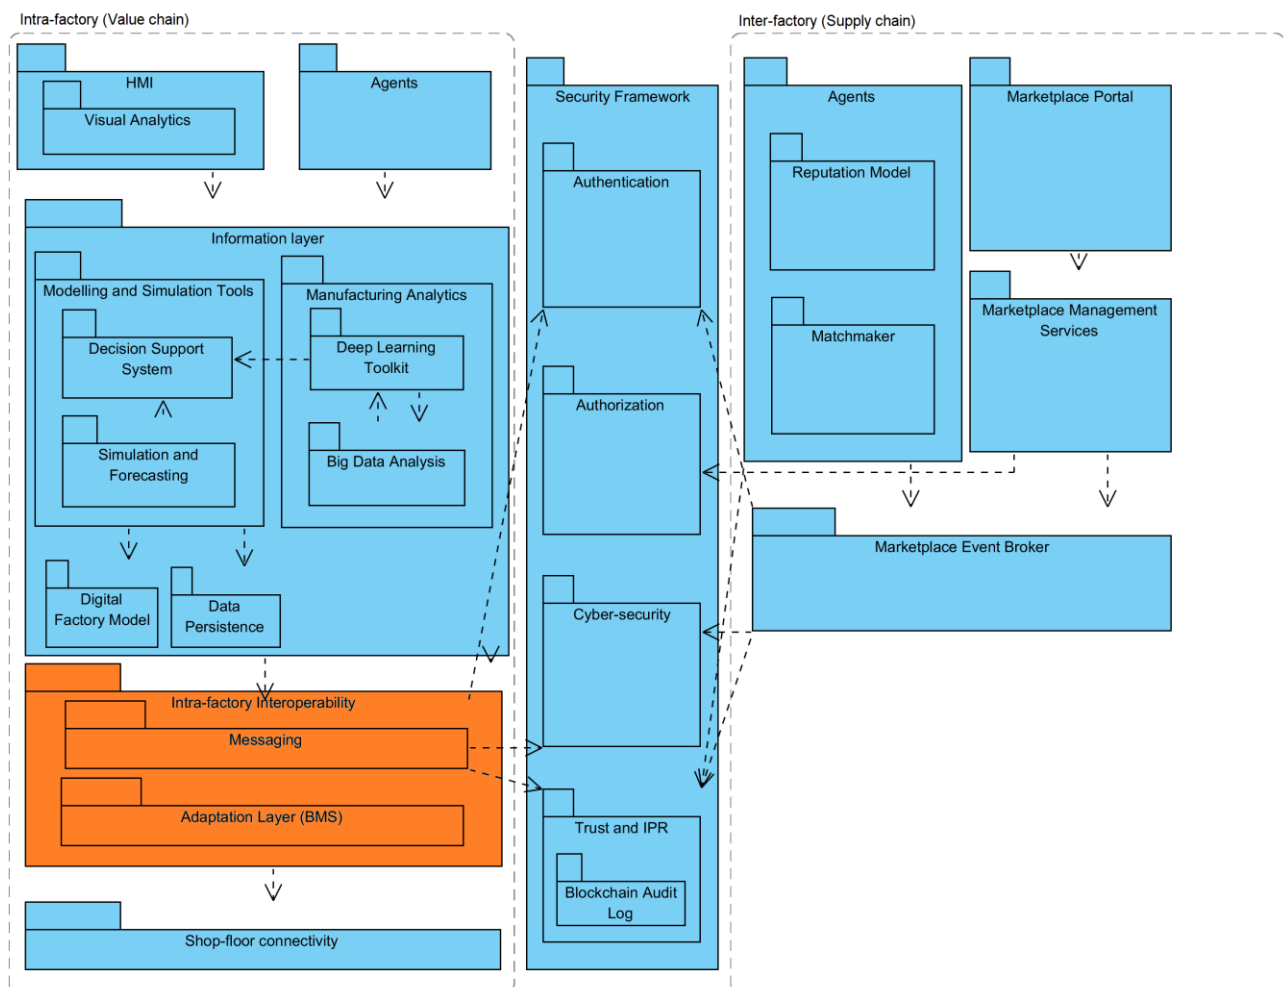 Intra-factory (Value chain)
Inter-factory (Supply chain)
HMI
Visual Analytics
Agents
Information layer
Modelling and Simulation Tools
Decision Support
System
Simulation and
Forecasting
Manufacturing Analytics
Deep Learning
Toolkit
Big Data Analysis
Digital
Factory Model
Data
Persistence
Intra-factory Interoperability
Messaging
Adaptation Layer (BMS)
Shop-floor connectivity
Security Framework
Authentication
Authorization
Cyber-security
Trust and IPR
Blockchain Audit
Log
Agents
Reputation Model
Matchmaker
Marketplace Portal
Marketplace Management
Services
Marketplace Event Broker